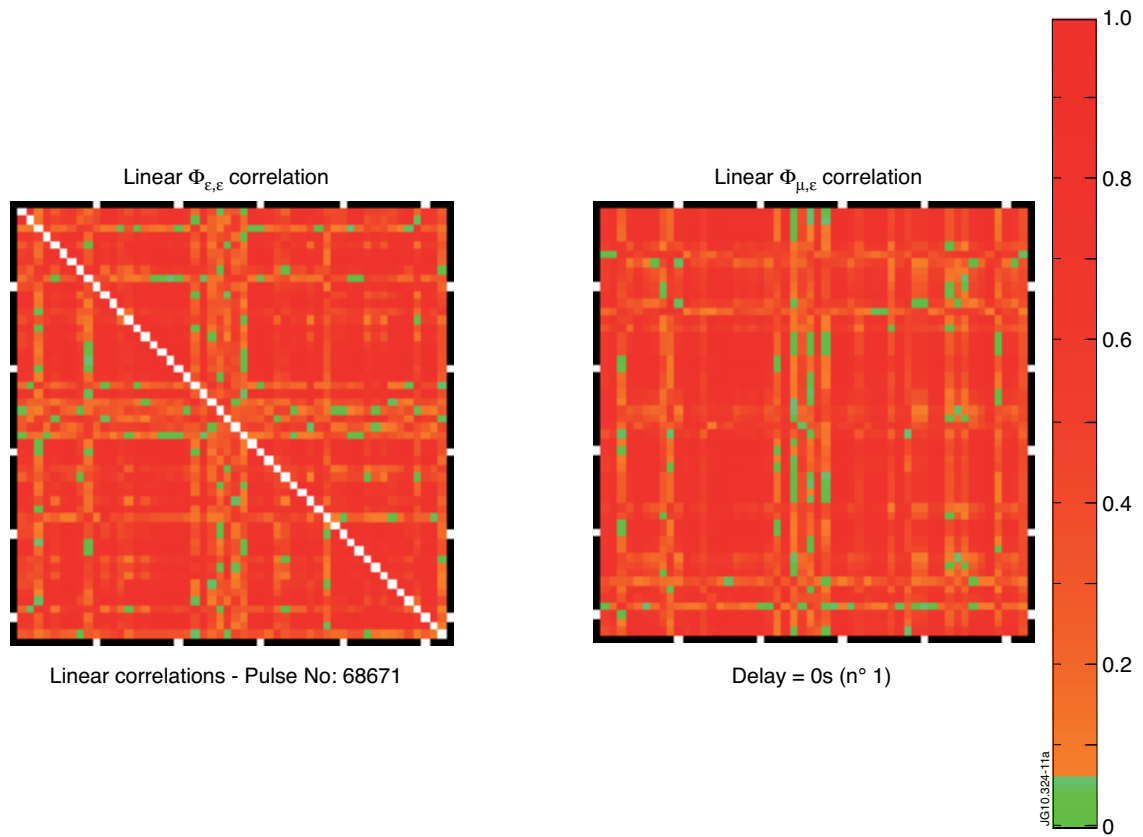 Linear Φε,ε correlation
Linear Φμ,ε correlation
Linear correlations - Pulse No: 68671
Delay = 0s (n° 1)
1.0
0.8
0.6
0.4
0.2
0
JG10.324-11a